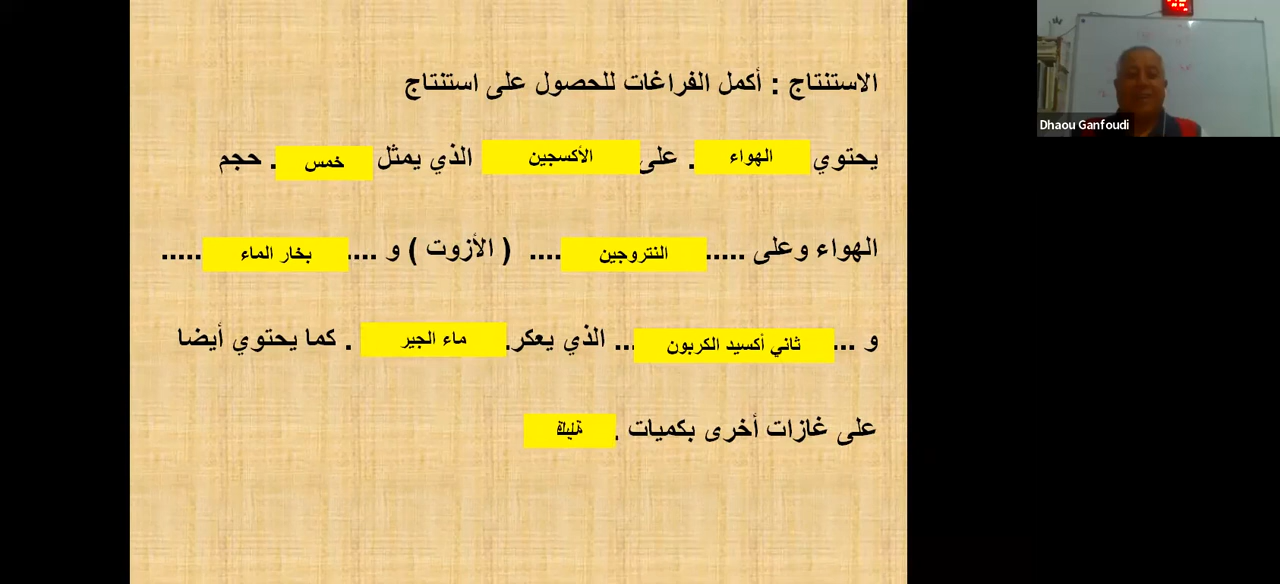 الاستنتاج : أكمل الفراغات للحصول على استنتاج
يحتوي الهواء . على الأكسجين الذي يمثل خمس . حجم
الهواء وعلى ..... النتروجين .... ( الأزوت ) و .... بخار الماء .....
و ... ثاني أكسيد الكربون ... الذي يعكر. ماء الجير . كما يحتوي أيضا
على غازات أخرى بكميات . قليلة
Dhaou Ganfoudi